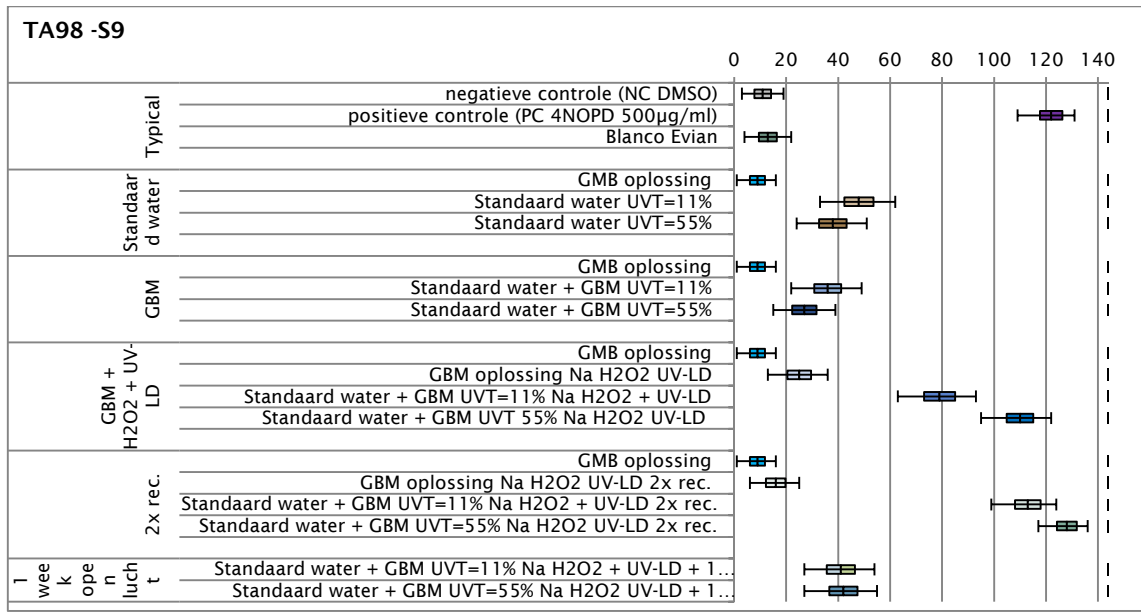 TA98 -S9
0 20 40 60 80 100 120 140
Typical
negatieve controle (NC DMSO)
positieve controle (PC 4NOPD 500µg/ml)
Blanco Evian
Standaar
d water
GMB oplossing
Standaard water UVT=11%
Standaard water UVT=55%
GBM
GMB oplossing
Standaard water + GBM UVT=11%
Standaard water + GBM UVT=55%
GBM +
H2O2 + UV-
LD
GMB oplossing
GBM oplossing Na H2O2 UV-LD
Standaard water + GBM UVT=11% Na H2O2 + UV-LD
Standaard water + GBM UVT 55% Na H2O2 UV-LD
2x rec.
GMB oplossing
GBM oplossing Na H2O2 UV-LD 2x rec.
Standaard water + GBM UVT=11% Na H2O2 + UV-LD 2x rec.
Standaard water + GBM UVT=55% Na H2O2 UV-LD 2x rec.
1
wee
k
ope
n
luch
t
Standaard water + GBM UVT=11% Na H2O2 + UV-LD + 1...
Standaard water + GBM UVT=55% Na H2O2 UV-LD + 1...